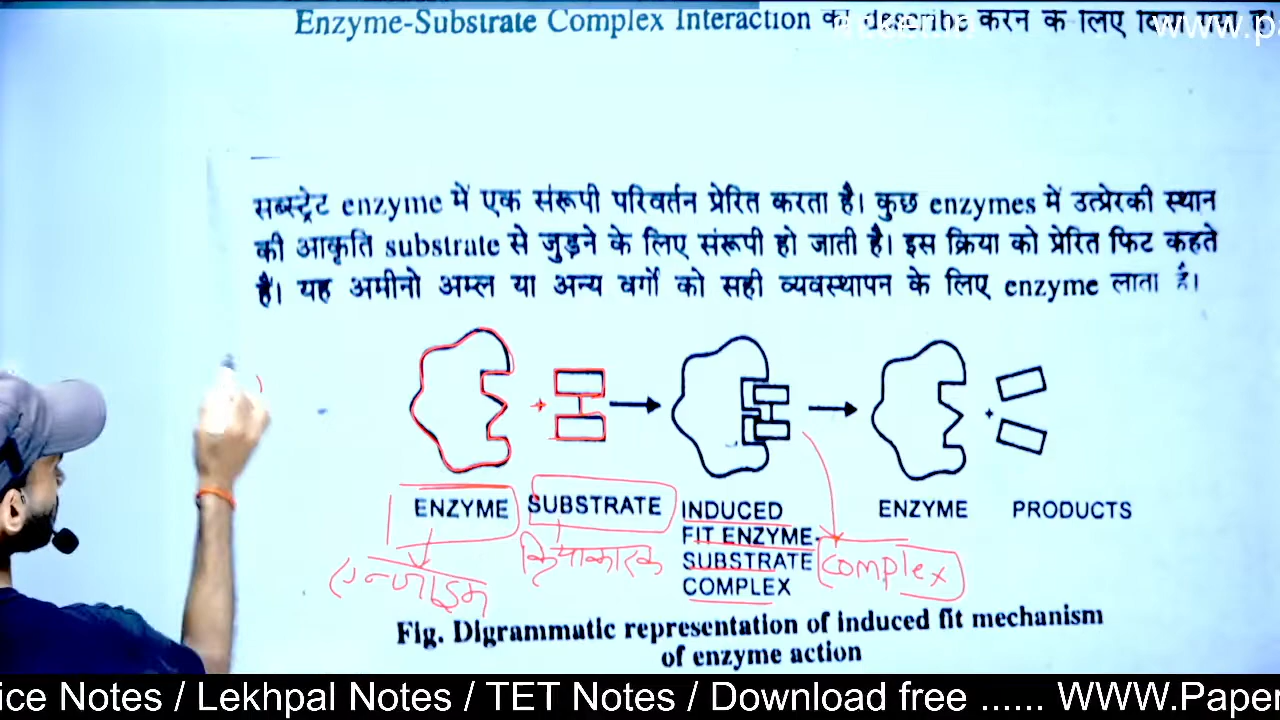 Enzyme-Substrate Complex Interaction को describe करने के लिए दिया गया है।
www.p
सब्स्ट्रेट enzyme में एक संरूपी परिवर्तन प्रेरित करता है। कुछ enzymes में उत्प्रेरकी स्थान
की आकृति substrate से जुड़ने के लिए संरूपी हो जाती है। इस क्रिया को प्रेरित फिट कहते
हैं। यह अमीनो अम्ल या अन्य वर्गों को सही व्यवस्थापन के लिए enzyme लाता है।
ENZYME SUBSTRATE INDUCED ENZYME PRODUCTS
FIT ENZYME-
SUBSTRATE
COMPLEX
एन्जाइम क्रियाकारक complex
Fig. Digrammatic representation of induced fit mechanism
of enzyme action
ice Notes / Lekhpal Notes / TET Notes / Download free ...... WWW.Paper